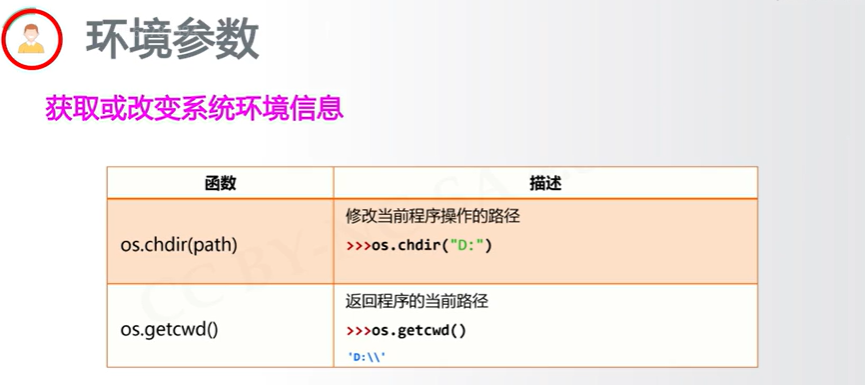 环境参数
获取或改变系统环境信息
函数 描述
os.chdir(path)
修改当前程序操作的路径
>>>os.chdir("D:")
os.getcwd()
返回程序的当前路径
>>>os.getcwd()
'D:\\'